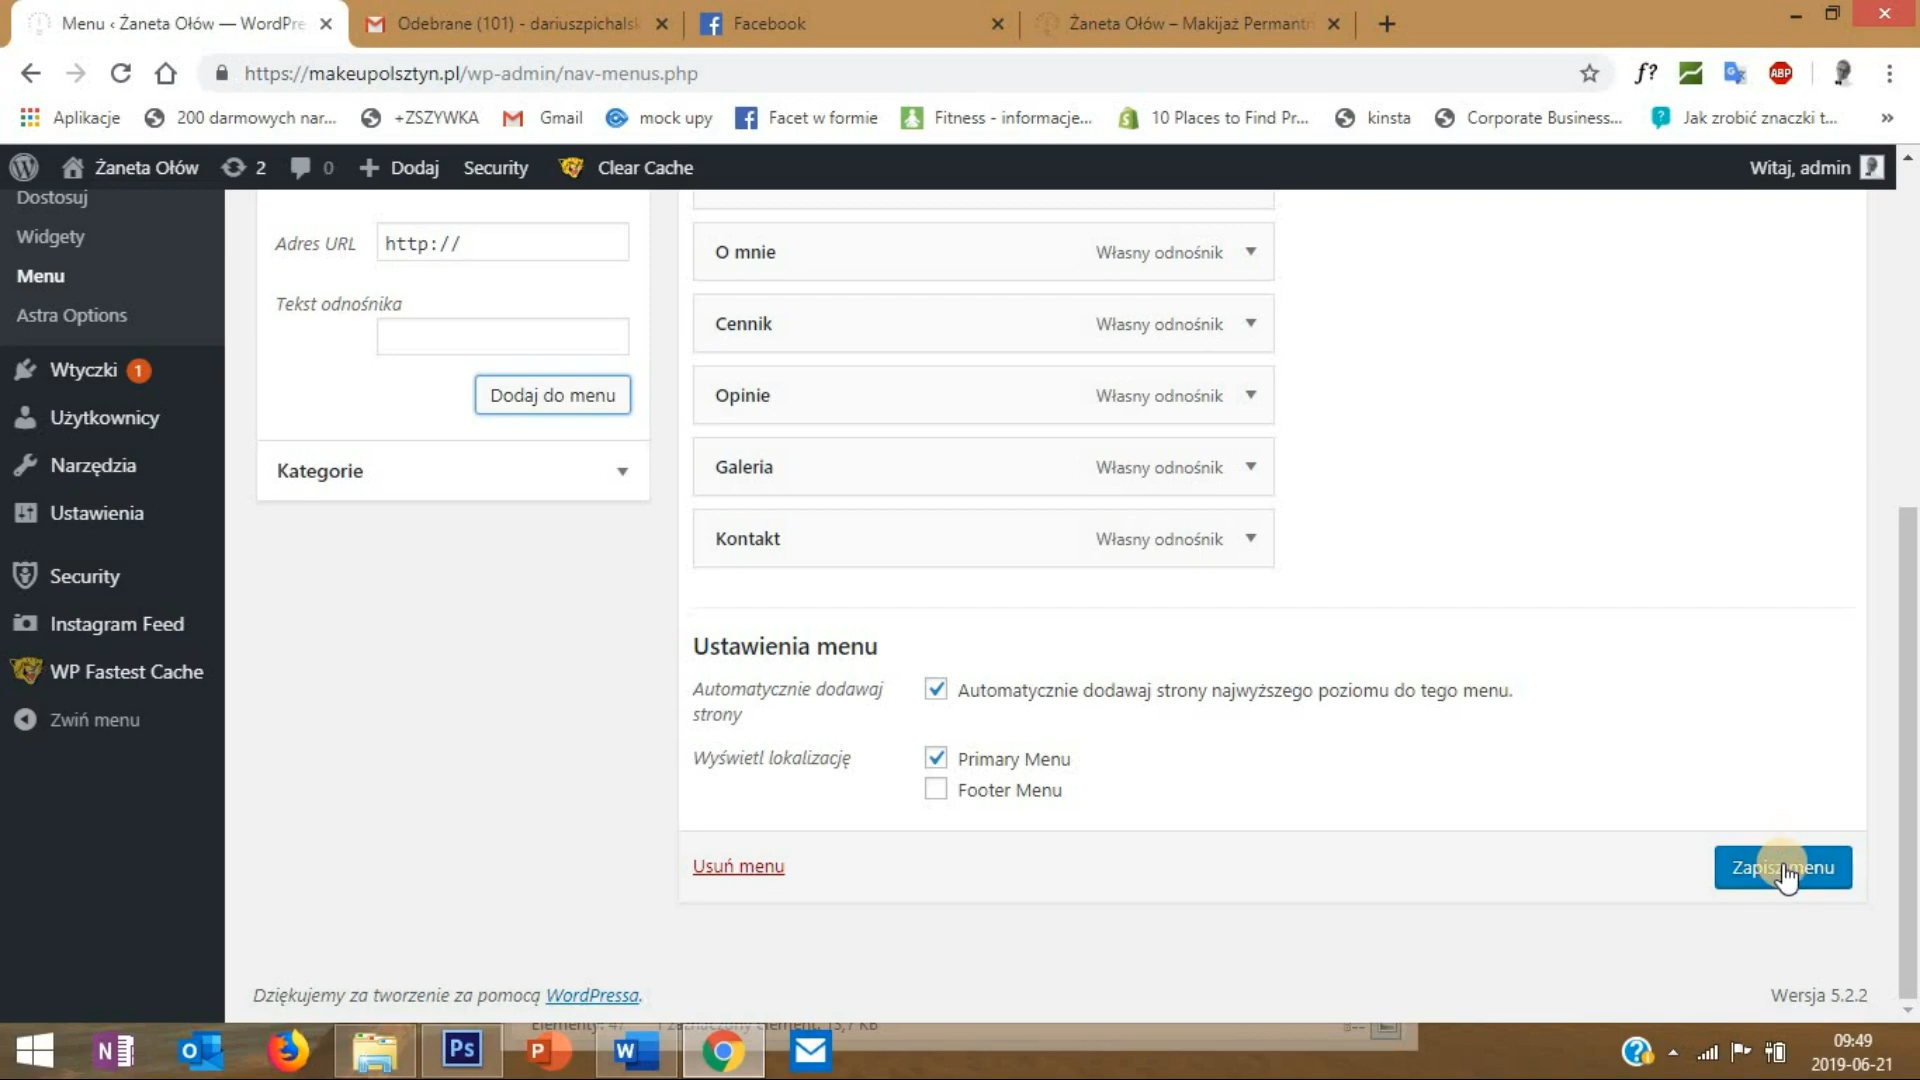 Menu ‹ Żaneta Ołów — WordPre
Odebrane (101) - dariuszpichalsk
Facebook
Żaneta Ołów – Makijaż Permantn
https://makeupolsztyn.pl/wp-admin/nav-menus.php
f?
ABP
Aplikacje
200 darmowych nar...
+ZSZYWKA
Gmail
mock upy
Facet w formie
Fitness - informacje...
10 Places to Find Pr...
kinsta
Corporate Business...
Jak zrobić znaczki t...
»
Żaneta Ołów
2
0
Dodaj
Security
Clear Cache
Witaj, admin
Dostosuj
Widgety
Menu
Astra Options
Wtyczki 1
Użytkownicy
Narzędzia
Ustawienia
Security
Instagram Feed
WP Fastest Cache
Zwiń menu
Adres URL
http://
Tekst odnośnika
Dodaj do menu
Kategorie
O mnie
Własny odnośnik
Cennik
Własny odnośnik
Opinie
Własny odnośnik
Galeria
Własny odnośnik
Kontakt
Własny odnośnik
Ustawienia menu
Automatycznie dodawaj
strony
Automatycznie dodawaj strony najwyższego poziomu do tego menu.
Wyświetl lokalizację
Primary Menu
Footer Menu
Usuń menu
Zapisz menu
Dziękujemy za tworzenie za pomocą WordPressa.
Wersja 5.2.2
Ps
09:49
2019-06-21